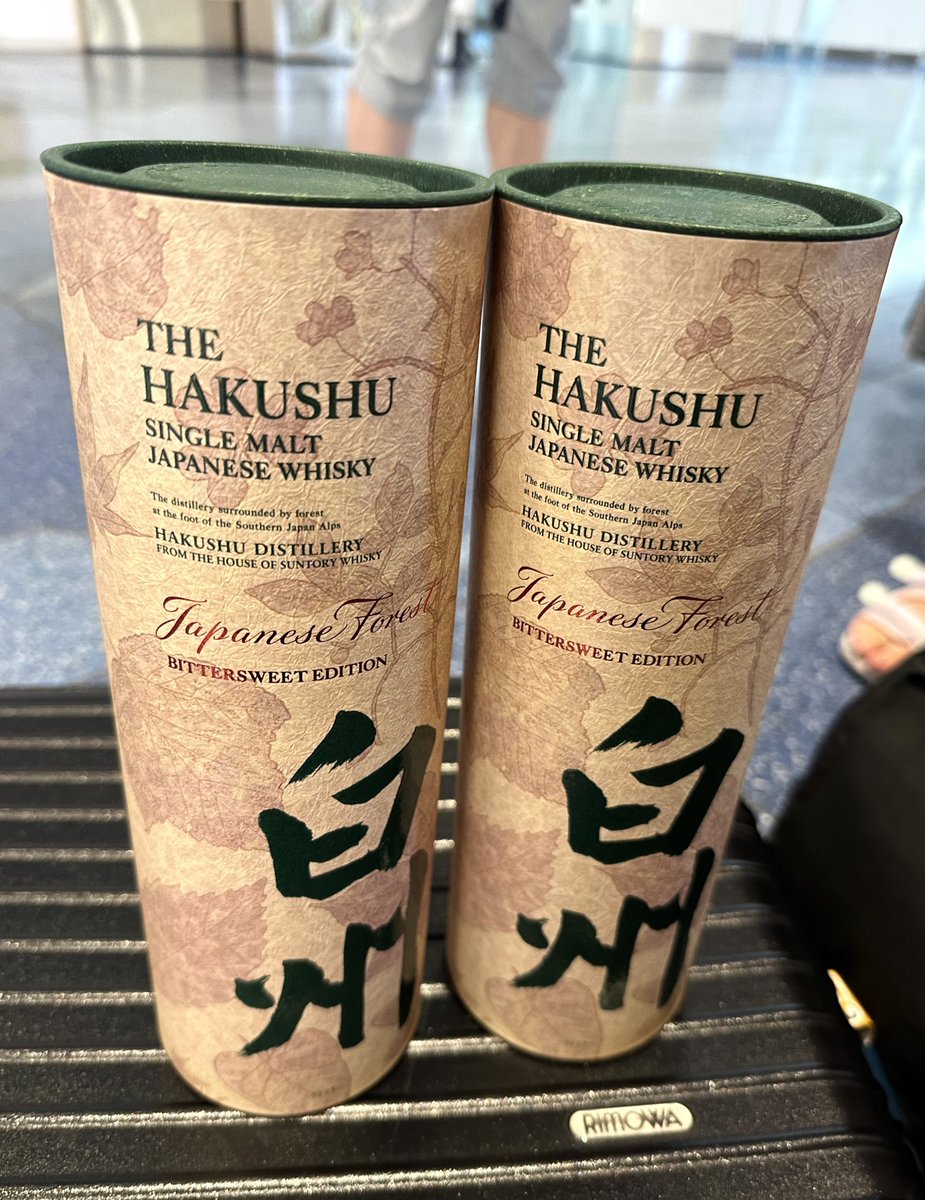 THE
HAKUSHU
SINGLE MALT
JAPANESE WHISKY
The distillery surrounded by forest
at the foot of the Southern Japan Alps
HAKUSHU DISTILLERY
FROM THE HOUSE OF SUNTORY WHISKY
Japanese Forest
BITTERSWEET EDITION
白
州
THE
HAKUSHU
SINGLE MALT
JAPANESE WHISKY
The distillery surrounded by forest
at the foot of the Southern Japan Alps
HAKUSHU DISTILLERY
FROM THE HOUSE OF SUNTORY WHISKY
Japanese Forest
BITTERSWEET EDITION
白
州
RIMOWA